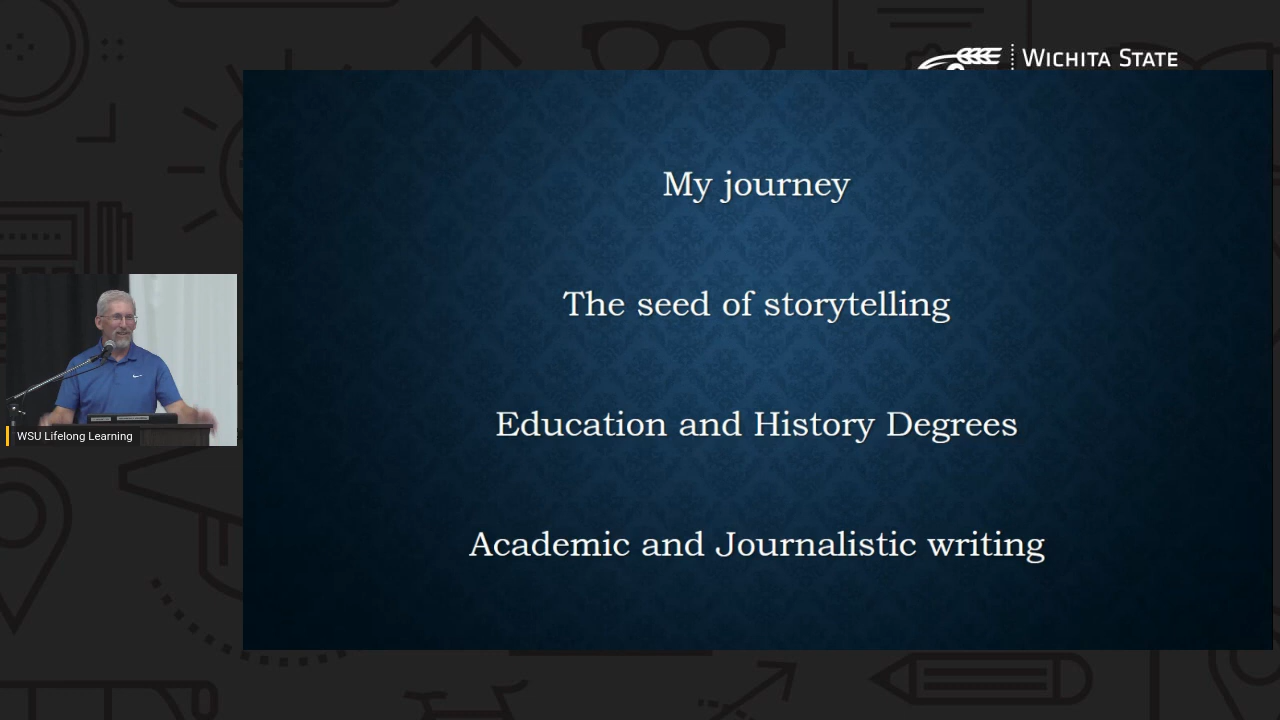 WICHITA STATE
My journey
The seed of storytelling
Education and History Degrees
Academic and Journalistic writing
WSU Lifelong Learning